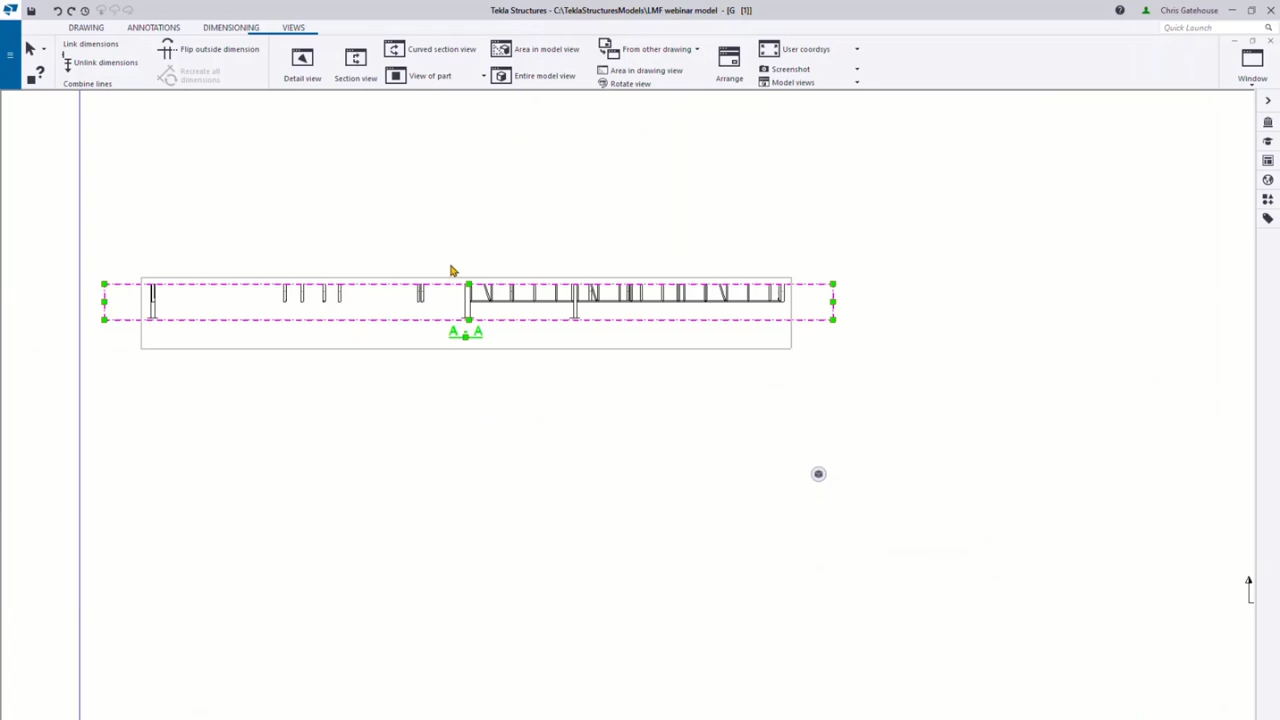 Tekla Structures - C:\TeklaStructuresModels\LMF webinar model - [G [1]]
Chris Gatehouse
DRAWING
ANNOTATIONS
DIMENSIONING
VIEWS
Quick Launch
Link dimensions
Unlink dimensions
Combine lines
Flip outside dimension
Recreate all
dimensions
Detail view
Section view
Curved section view
View of part
Area in model view
Entire model view
From other drawing
Area in drawing view
Rotate view
Arrange
User coordsys
Screenshot
Model views
Window
A - A